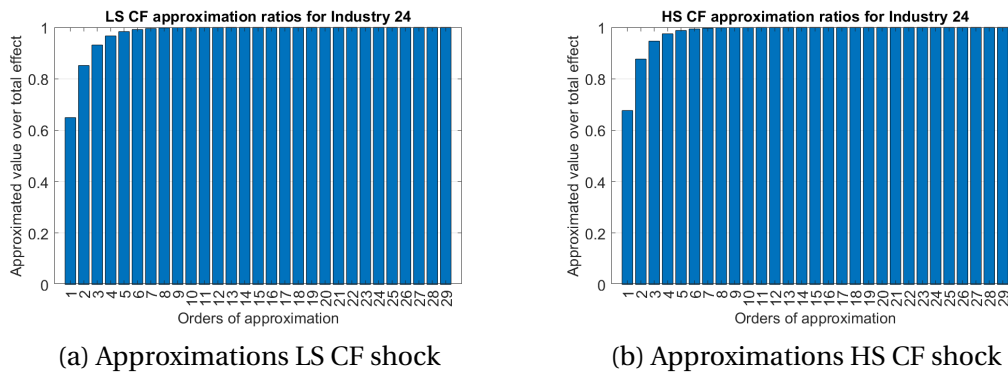 LS CF approximation ratios for Industry 24
Approximated value over total effect
1
0.8
0.6
0.4
0.2
0
1 2 3 4 5 6 7 8 9 10 11 12 13 14 15 16 17 18 19 20 21 22 23 24 25 26 27 28 29
Orders of approximation
(a) Approximations LS CF shock
HS CF approximation ratios for Industry 24
Approximated value over total effect
1
0.8
0.6
0.4
0.2
0
1 2 3 4 5 6 7 8 9 10 11 12 13 14 15 16 17 18 19 20 21 22 23 24 25 26 27 28 29
Orders of approximation
(b) Approximations HS CF shock